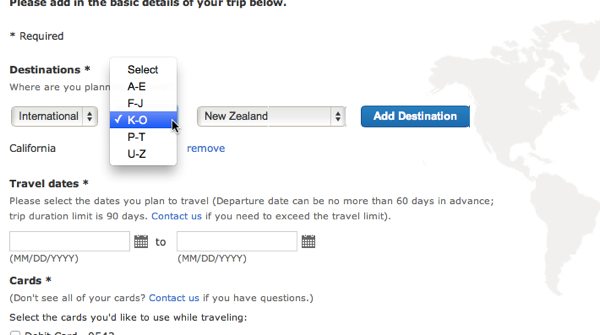 Please add in the basic details of your trip below.
* Required
Destinations *
Where are you plann
Select
A-E
F-J
✓ K-O
P-T
U-Z
International
New Zealand
Add Destination
California
remove
Travel dates *
Please select the dates you plan to travel (Departure date can be no more than 60 days in advance;
trip duration limit is 90 days. Contact us if you need to exceed the travel limit).
to
(MM/DD/YYYY)
(MM/DD/YYYY)
Cards *
(Don't see all of your cards? Contact us if you have questions.)
Select the cards you'd like to use while traveling:
Debit Card